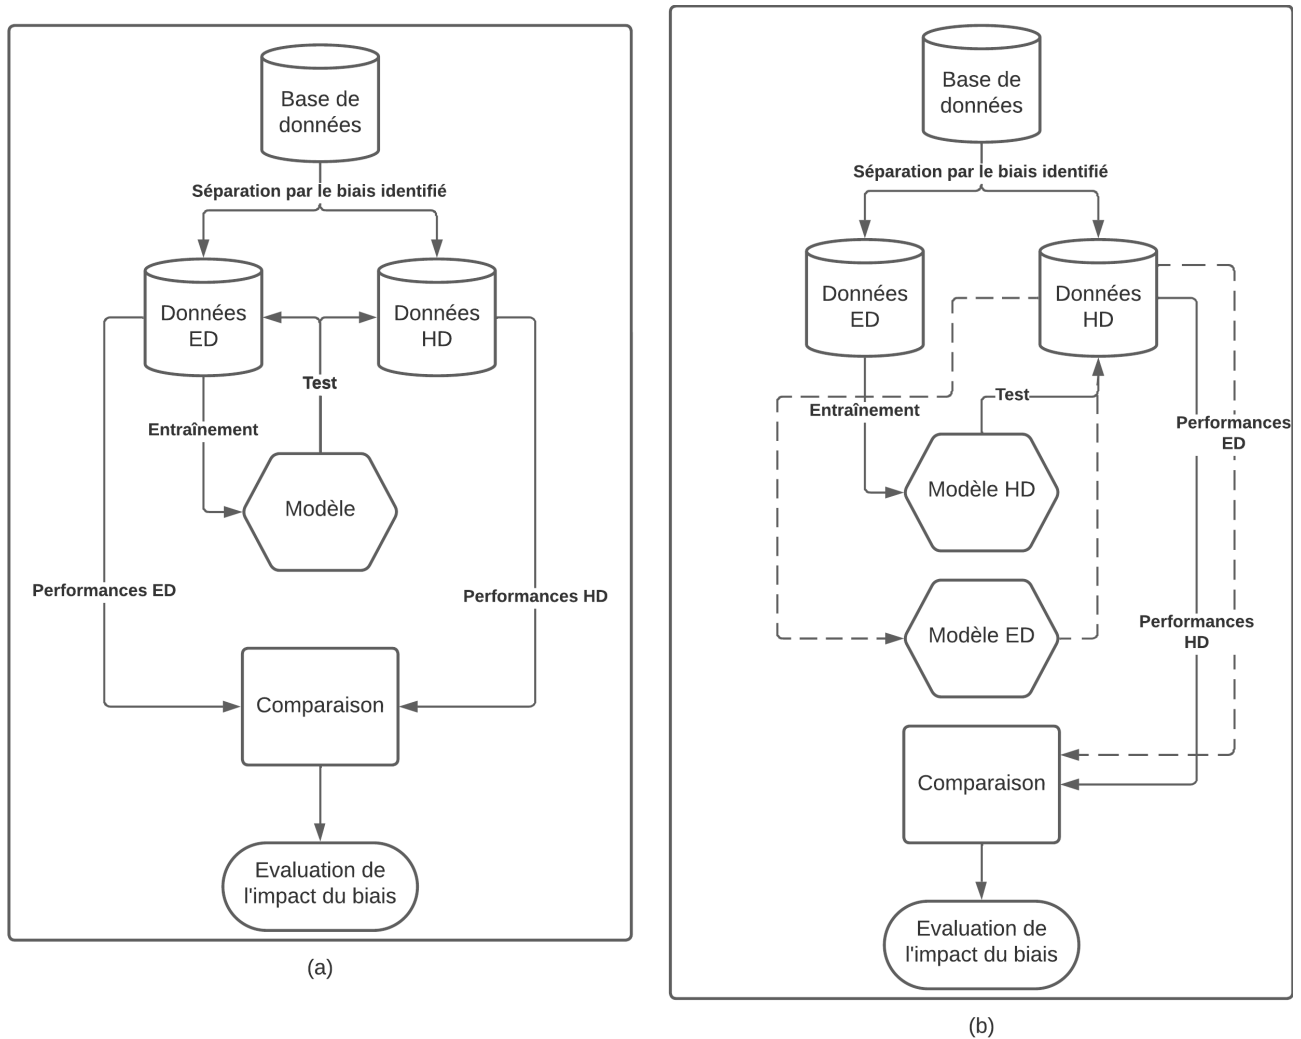 Base de
données
Séparation par le biais identifié
Données
ED
Données
HD
Test
Entraînement
Modèle
Performances ED
Performances HD
Comparaison
Evaluation de
l'impact du biais
(a)
Base de
données
Séparation par le biais identifié
Données
ED
Données
HD
Test
Entraînement
Performances
ED
Modèle HD
Modèle ED
Performances
HD
Comparaison
Evaluation de
l'impact du biais
(b)